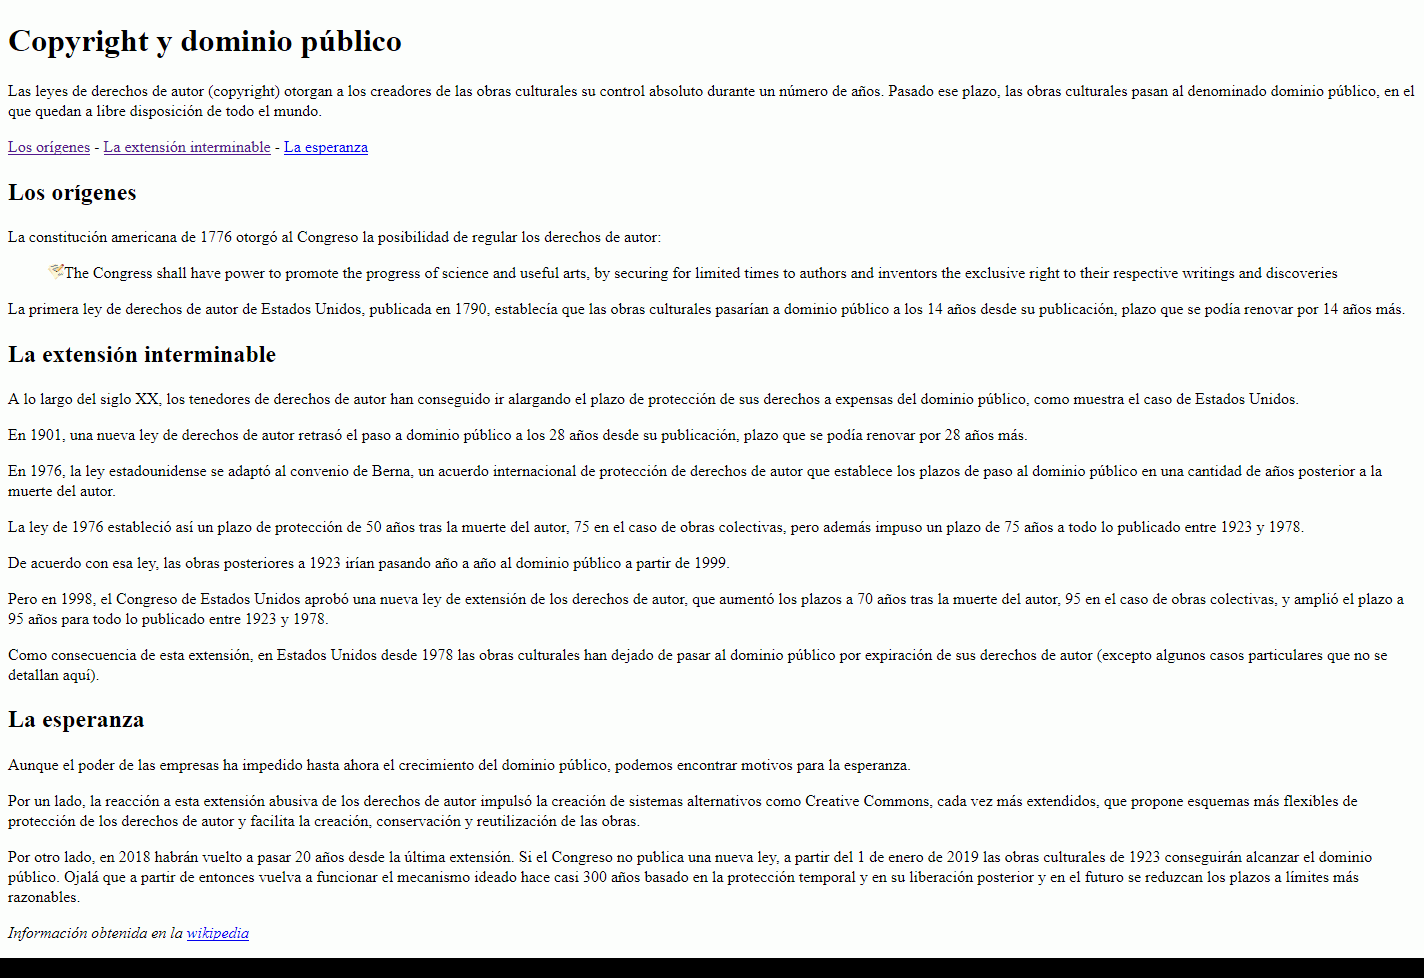 Copyright y dominio público
Las leyes de derechos de autor (copyright) otorgan a los creadores de las obras culturales su control absoluto durante un número de años. Pasado ese plazo, las obras culturales pasan al denominado dominio público, en el
que quedan a libre disposición de todo el mundo.
Los orígenes - La extensión interminable - La esperanza
Los orígenes
La constitución americana de 1776 otorgó al Congreso la posibilidad de regular los derechos de autor:
The Congress shall have power to promote the progress of science and useful arts, by securing for limited times to authors and inventors the exclusive right to their respective writings and discoveries
La primera ley de derechos de autor de Estados Unidos, publicada en 1790, establecía que las obras culturales pasarían a dominio público a los 14 años desde su publicación, plazo que se podía renovar por 14 años más.
La extensión interminable
A lo largo del siglo XX, los tenedores de derechos de autor han conseguido ir alargando el plazo de protección de sus derechos a expensas del dominio público, como muestra el caso de Estados Unidos.
En 1901, una nueva ley de derechos de autor retrasó el paso a dominio público a los 28 años desde su publicación, plazo que se podía renovar por 28 años más.
En 1976, la ley estadounidense se adaptó al convenio de Berna, un acuerdo internacional de protección de derechos de autor que establece los plazos de paso al dominio público en una cantidad de años posterior a la
muerte del autor.
La ley de 1976 estableció así un plazo de protección de 50 años tras la muerte del autor, 75 en el caso de obras colectivas, pero además impuso un plazo de 75 años a todo lo publicado entre 1923 y 1978.
De acuerdo con esa ley, las obras posteriores a 1923 irían pasando año a año al dominio público a partir de 1999.
Pero en 1998, el Congreso de Estados Unidos aprobó una nueva ley de extensión de los derechos de autor, que aumentó los plazos a 70 años tras la muerte del autor, 95 en el caso de obras colectivas, y amplió el plazo a
95 años para todo lo publicado entre 1923 y 1978.
Como consecuencia de esta extensión, en Estados Unidos desde 1978 las obras culturales han dejado de pasar al dominio público por expiración de sus derechos de autor (excepto algunos casos particulares que no se
detallan aquí).
La esperanza
Aunque el poder de las empresas ha impedido hasta ahora el crecimiento del dominio público, podemos encontrar motivos para la esperanza.
Por un lado, la reacción a esta extensión abusiva de los derechos de autor impulsó la creación de sistemas alternativos como Creative Commons, cada vez más extendidos, que propone esquemas más flexibles de
protección de los derechos de autor y facilita la creación, conservación y reutilización de las obras.
Por otro lado, en 2018 habrán vuelto a pasar 20 años desde la última extensión. Si el Congreso no publica una nueva ley, a partir del 1 de enero de 2019 las obras culturales de 1923 conseguirán alcanzar el dominio
público. Ojalá que a partir de entonces vuelva a funcionar el mecanismo ideado hace casi 300 años basado en la protección temporal y en su liberación posterior y en el futuro se reduzcan los plazos a límites más
razonables.
Información obtenida en la wikipedia